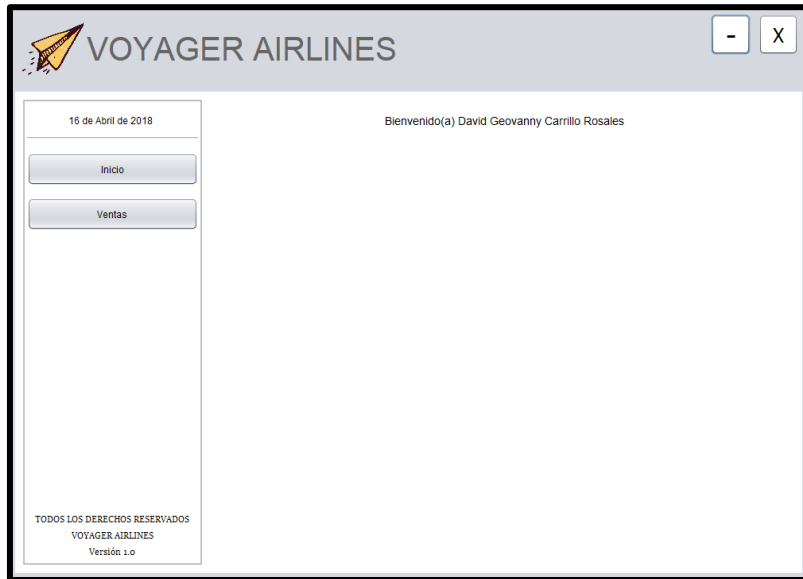 VOYAGER AIRLINES
-
X
16 de Abril de 2018
Bienvenido(a) David Geovanny Carrillo Rosales
Inicio
Ventas
TODOS LOS DERECHOS RESERVADOS
VOYAGER AIRLINES
Versión 1.0